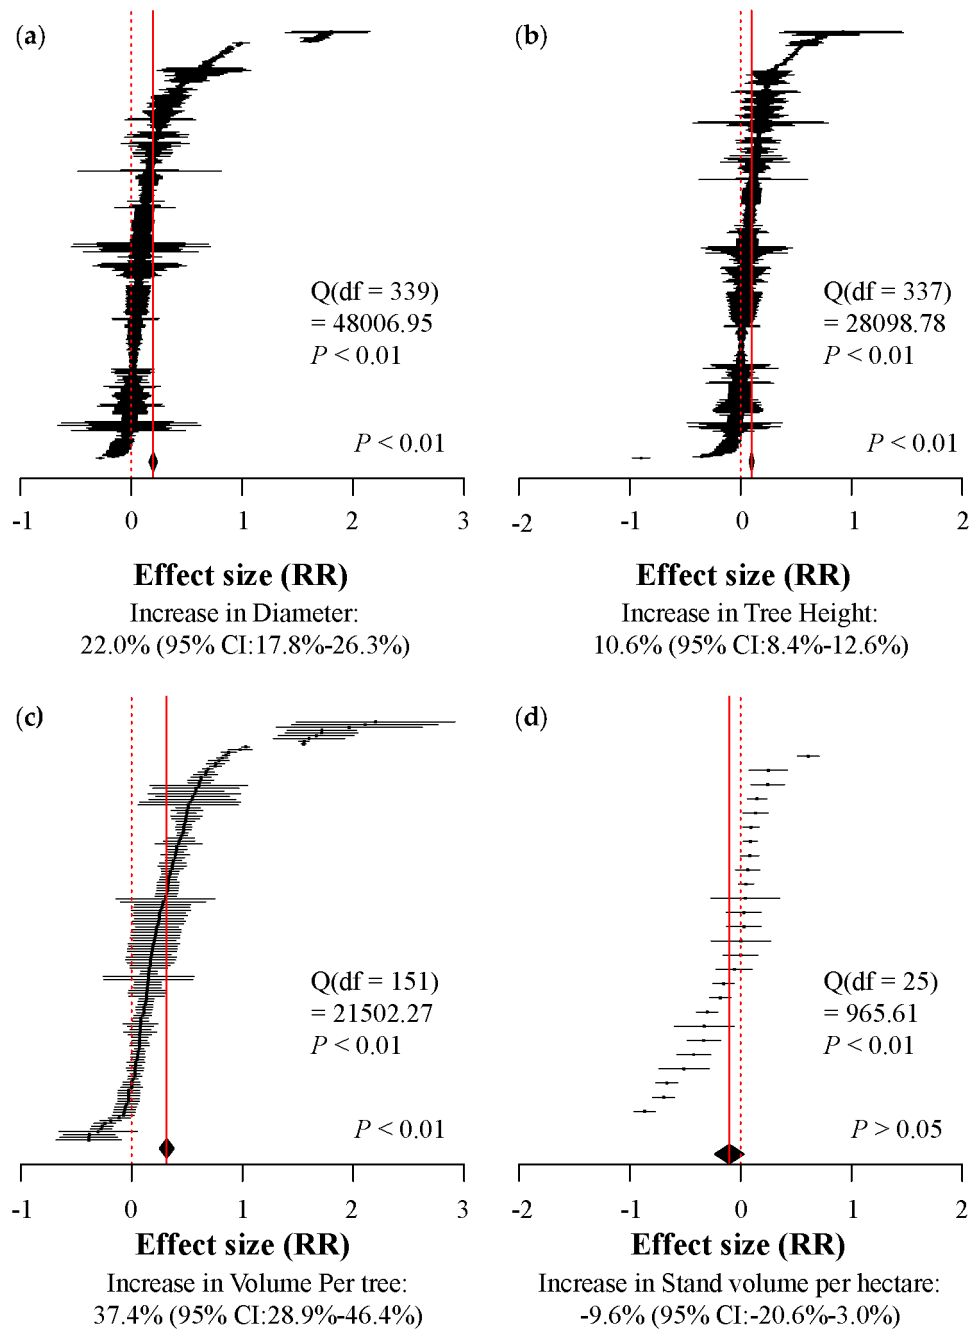 (a)
Q(df = 339)
= 48006.95
P < 0.01
P < 0.01
-1 0 1 2 3
Effect size (RR)
Increase in Diameter:
22.0% (95% CI:17.8%-26.3%)
(b)
Q(df = 337)
= 28098.78
P < 0.01
P < 0.01
-2 -1 0 1 2
Effect size (RR)
Increase in Tree Height:
10.6% (95% CI:8.4%-12.6%)
(c)
Q(df = 151)
= 21502.27
P < 0.01
P < 0.01
-1 0 1 2 3
Effect size (RR)
Increase in Volume Per tree:
37.4% (95% CI:28.9%-46.4%)
(d)
Q(df = 25)
= 965.61
P < 0.01
P > 0.05
-2 -1 0 1 2
Effect size (RR)
Increase in Stand volume per hectare:
-9.6% (95% CI:-20.6%-3.0%)